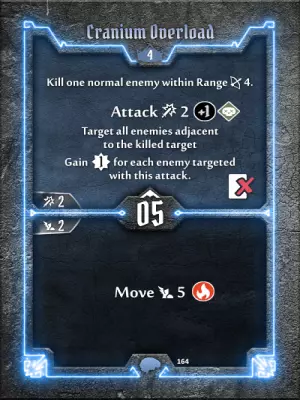 Cranium Overload
4
Kill one normal enemy within Range 4.
Attack 2 +1
Target all enemies adjacent
to the killed target
Gain 1 for each enemy targeted
with this attack.
2
05
2
Move 5
164